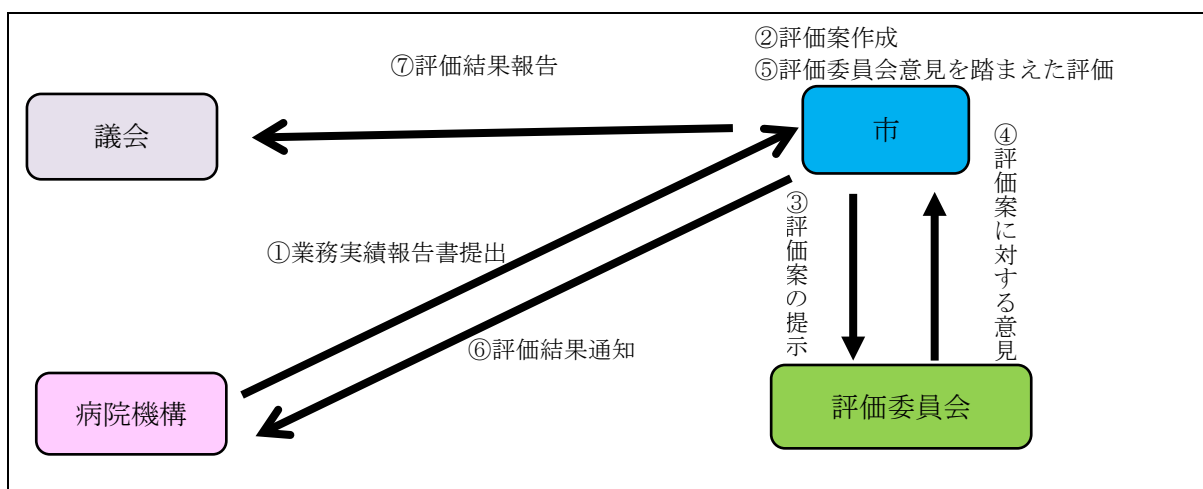 ②評価案作成
⑤評価委員会意見を踏まえた評価
⑦評価結果報告
議会
市
①業務実績報告書提出
③評価案の提示
④評価案に対する意見
⑥評価結果通知
病院機構
評価委員会